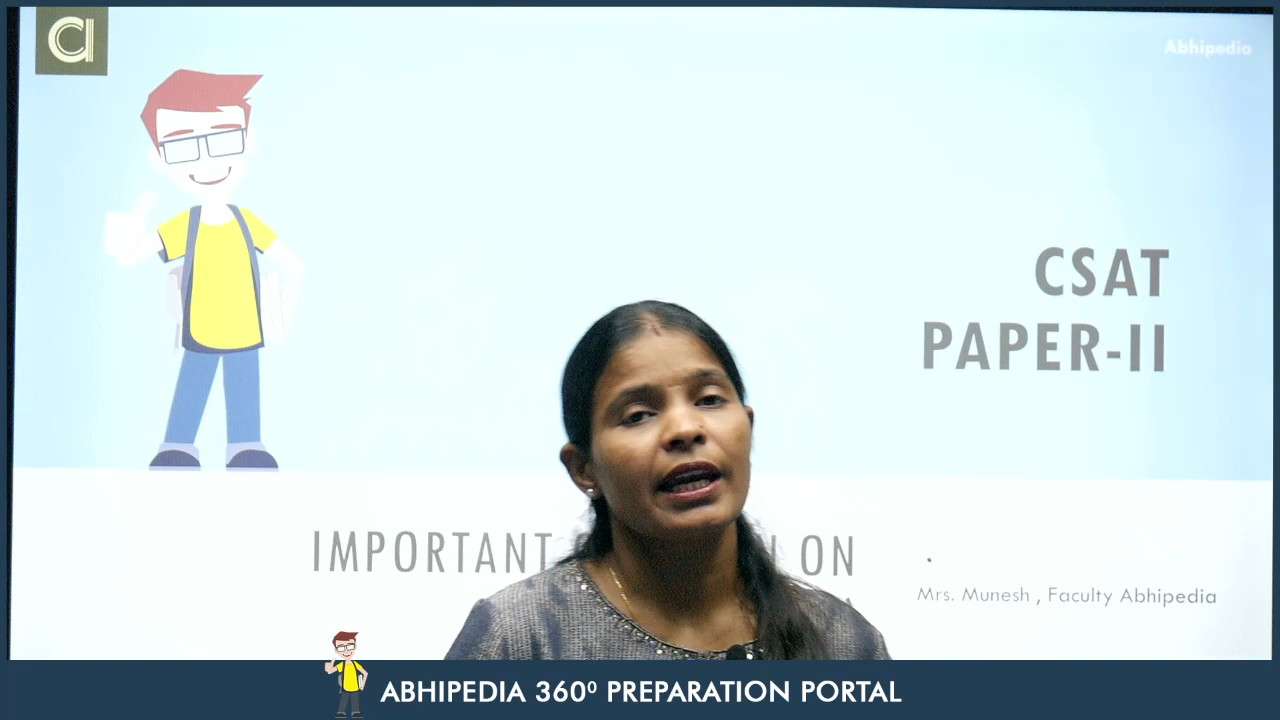 Abhipedia
CSAT
PAPER-II
IMPORTANT ON
Mrs. Munesh , Faculty Abhipedia
ABHIPEDIA 360⁰ PREPARATION PORTAL